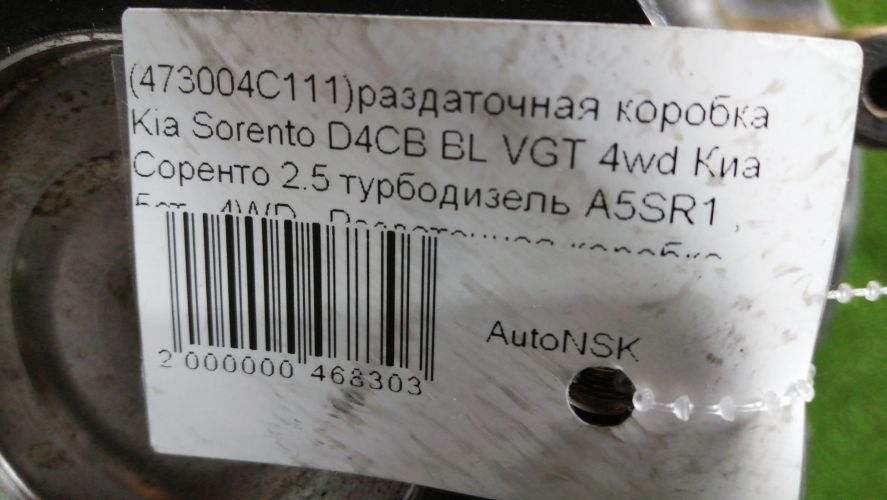 (473004C111)раздаточная коробка
Kia Sorento D4CB BL VGT 4wd Киа
Соренто 2.5 турбодизель A5SR1 ,
AutoNSK
2 000000 468303